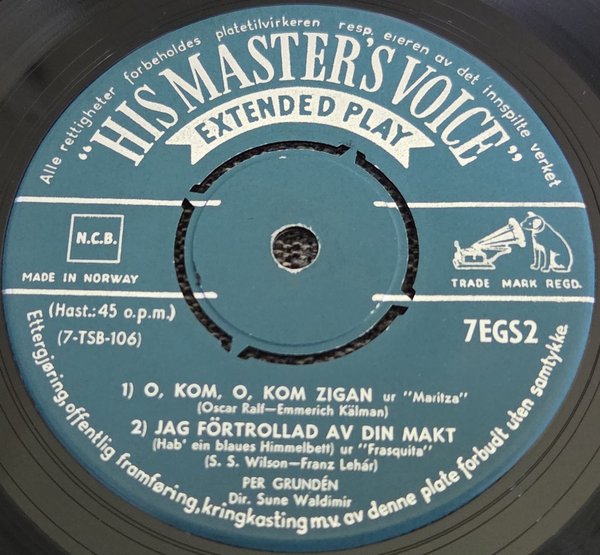 Alle rettigheter forbeholdes platetilvirkeren resp. eieren av det innspilte verket
"HIS MASTER'S VOICE"
EXTENDED PLAY
N.C.B.
MADE IN NORWAY
TRADE MARK REGD.
(Hast.: 45 o.p.m.)
(7-TSB-106)
7EGS2
1) O, KOM, O, KOM ZIGAN ur "Maritza"
(Oscar Ralf—Emmerich Kälman)
2) JAG FÖRTROLLAD AV DIN MAKT
(Hab' ein blaues Himmelbett) ur "Frasquita"
(S. S. Wilson—Franz Lehár)
PER GRUNDÉN
Dir. Sune Waldimir
Ettergjøring, offentlig framføring, kringkasting m.v. av denne plate forbudt uten samtykke